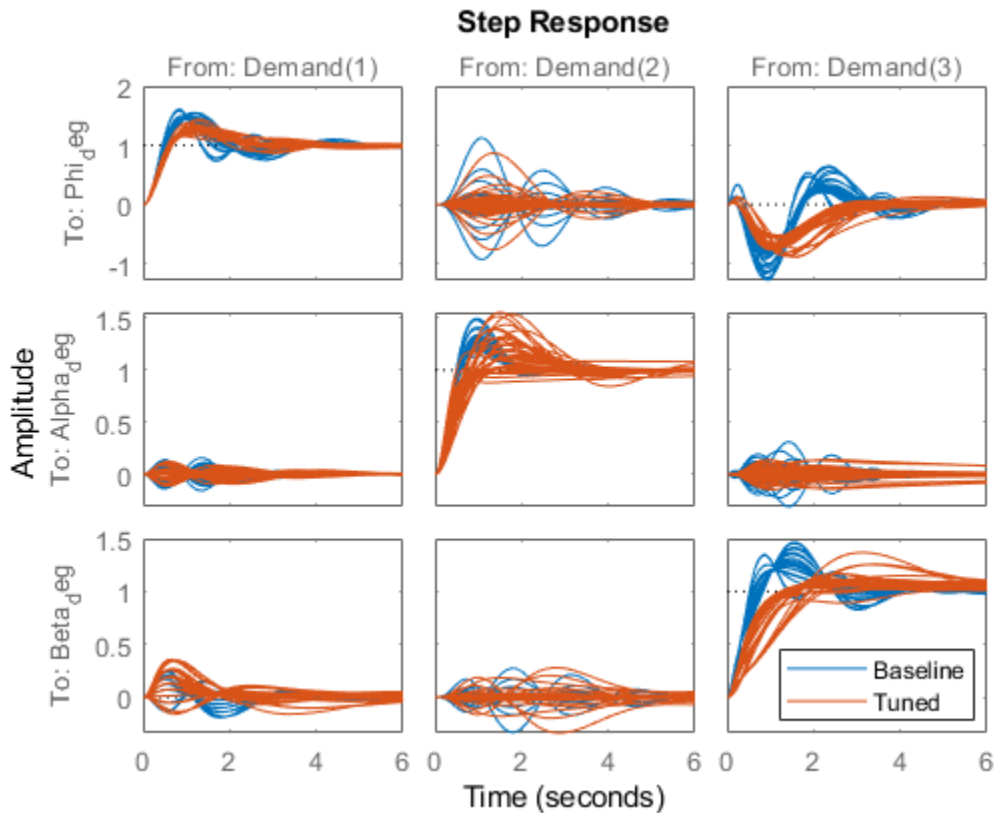 Step Response
From: Demand(1) From: Demand(2) From: Demand(3)
Amplitude
To: Phi_deg
2
1
0
-1
To: Alpha_deg
1.5
1
0.5
0
To: Beta_deg
1.5
1
0.5
0
Baseline
Tuned
0 2 4 6 0 2 4 6 0 2 4 6
Time (seconds)